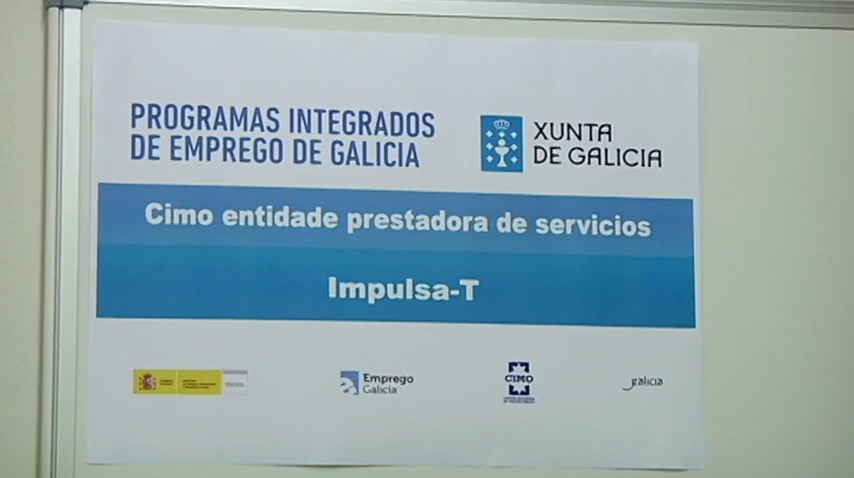 PROGRAMAS INTEGRADOS
DE EMPREGO DE GALICIA
XUNTA
DE GALICIA
Cimo entidade prestadora de servicios
Impulsa-T
Emprego
Galicia
CIMO
galicia